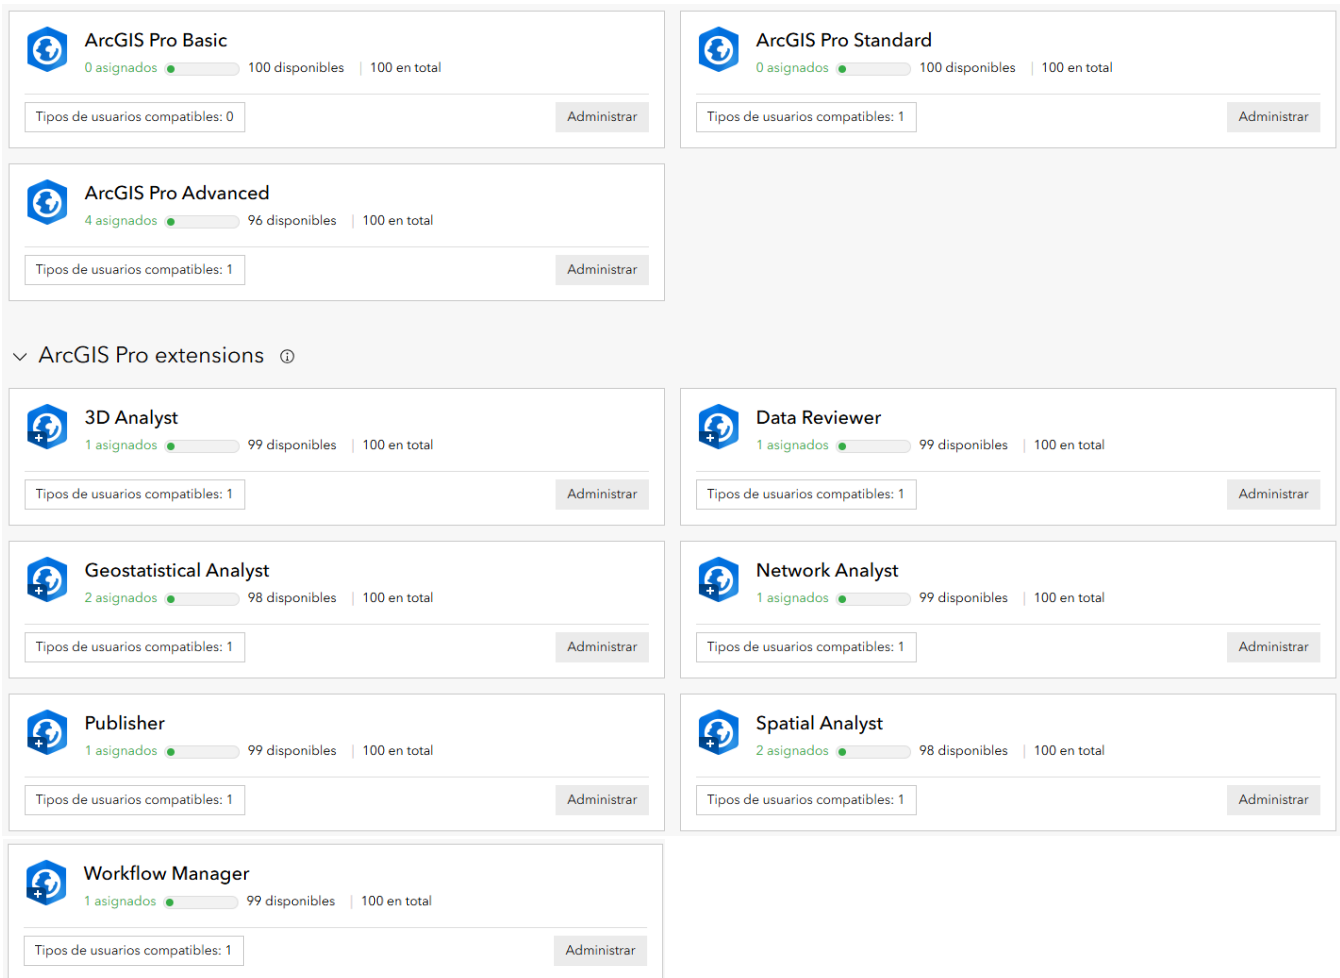 ArcGIS Pro Basic
0 asignados 100 disponibles | 100 en total
Tipos de usuarios compatibles: 0 Administrar
ArcGIS Pro Standard
0 asignados 100 disponibles | 100 en total
Tipos de usuarios compatibles: 1 Administrar
ArcGIS Pro Advanced
4 asignados 96 disponibles | 100 en total
Tipos de usuarios compatibles: 1 Administrar
ArcGIS Pro extensions
3D Analyst
1 asignados 99 disponibles | 100 en total
Tipos de usuarios compatibles: 1 Administrar
Data Reviewer
1 asignados 99 disponibles | 100 en total
Tipos de usuarios compatibles: 1 Administrar
Geostatistical Analyst
2 asignados 98 disponibles | 100 en total
Tipos de usuarios compatibles: 1 Administrar
Network Analyst
1 asignados 99 disponibles | 100 en total
Tipos de usuarios compatibles: 1 Administrar
Publisher
1 asignados 99 disponibles | 100 en total
Tipos de usuarios compatibles: 1 Administrar
Spatial Analyst
2 asignados 98 disponibles | 100 en total
Tipos de usuarios compatibles: 1 Administrar
Workflow Manager
1 asignados 99 disponibles | 100 en total
Tipos de usuarios compatibles: 1 Administrar